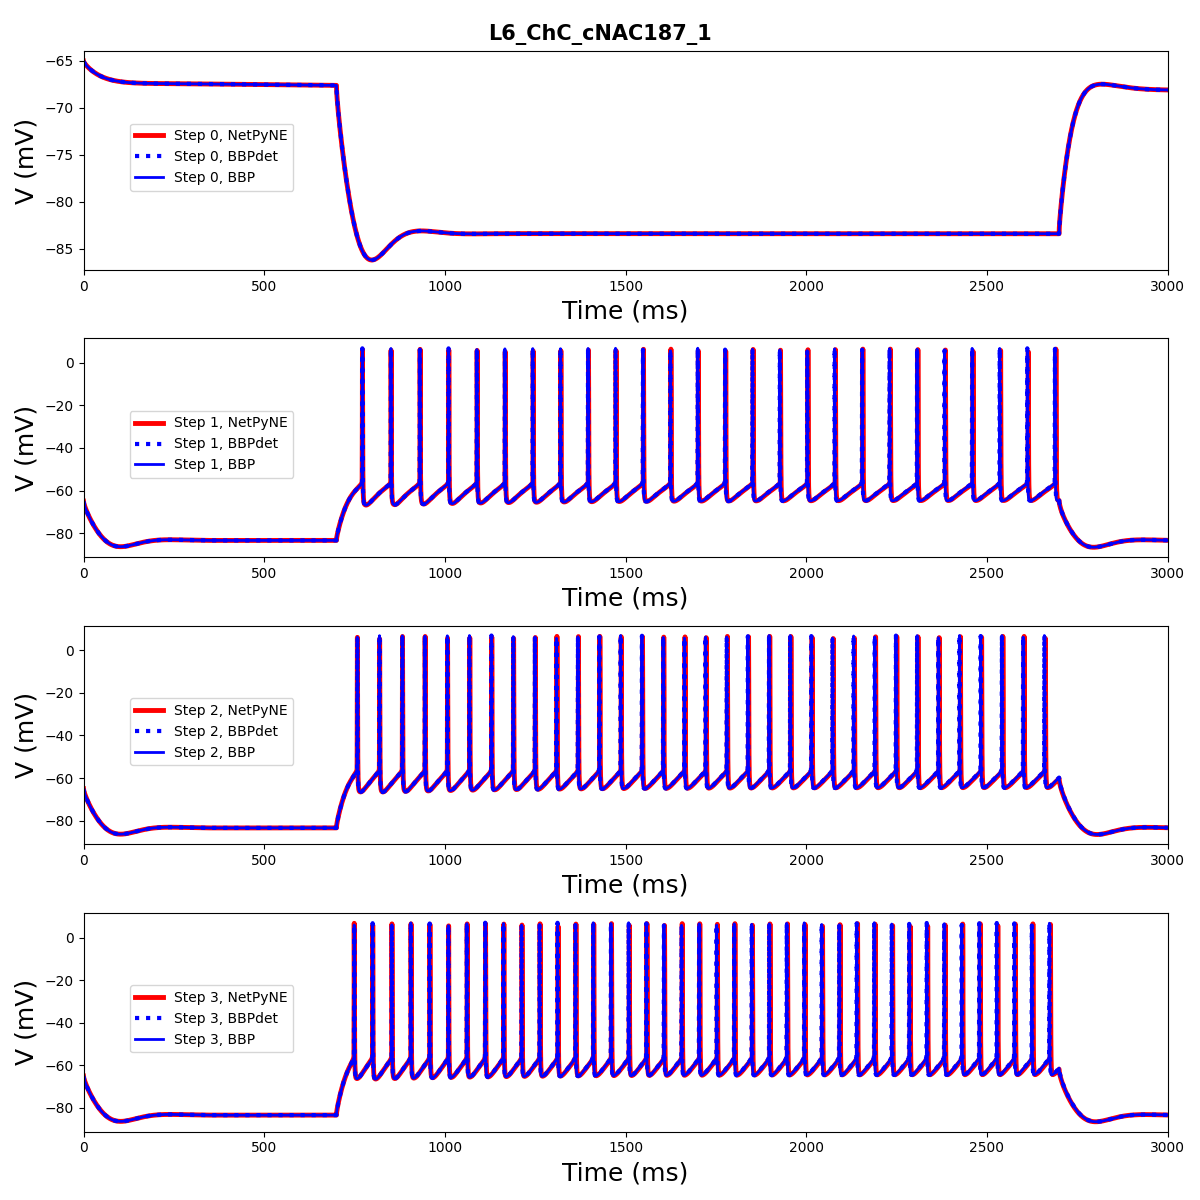 L6_ChC_cNAC187_1
−65
−70
−75
−80
−85
V (mV)
Step 0, NetPyNE
Step 0, BBPdet
Step 0, BBP
0 500 1000 1500 2000 2500 3000
Time (ms)
0
−20
−40
−60
−80
V (mV)
Step 1, NetPyNE
Step 1, BBPdet
Step 1, BBP
0 500 1000 1500 2000 2500 3000
Time (ms)
0
−20
−40
−60
−80
V (mV)
Step 2, NetPyNE
Step 2, BBPdet
Step 2, BBP
0 500 1000 1500 2000 2500 3000
Time (ms)
0
−20
−40
−60
−80
V (mV)
Step 3, NetPyNE
Step 3, BBPdet
Step 3, BBP
0 500 1000 1500 2000 2500 3000
Time (ms)